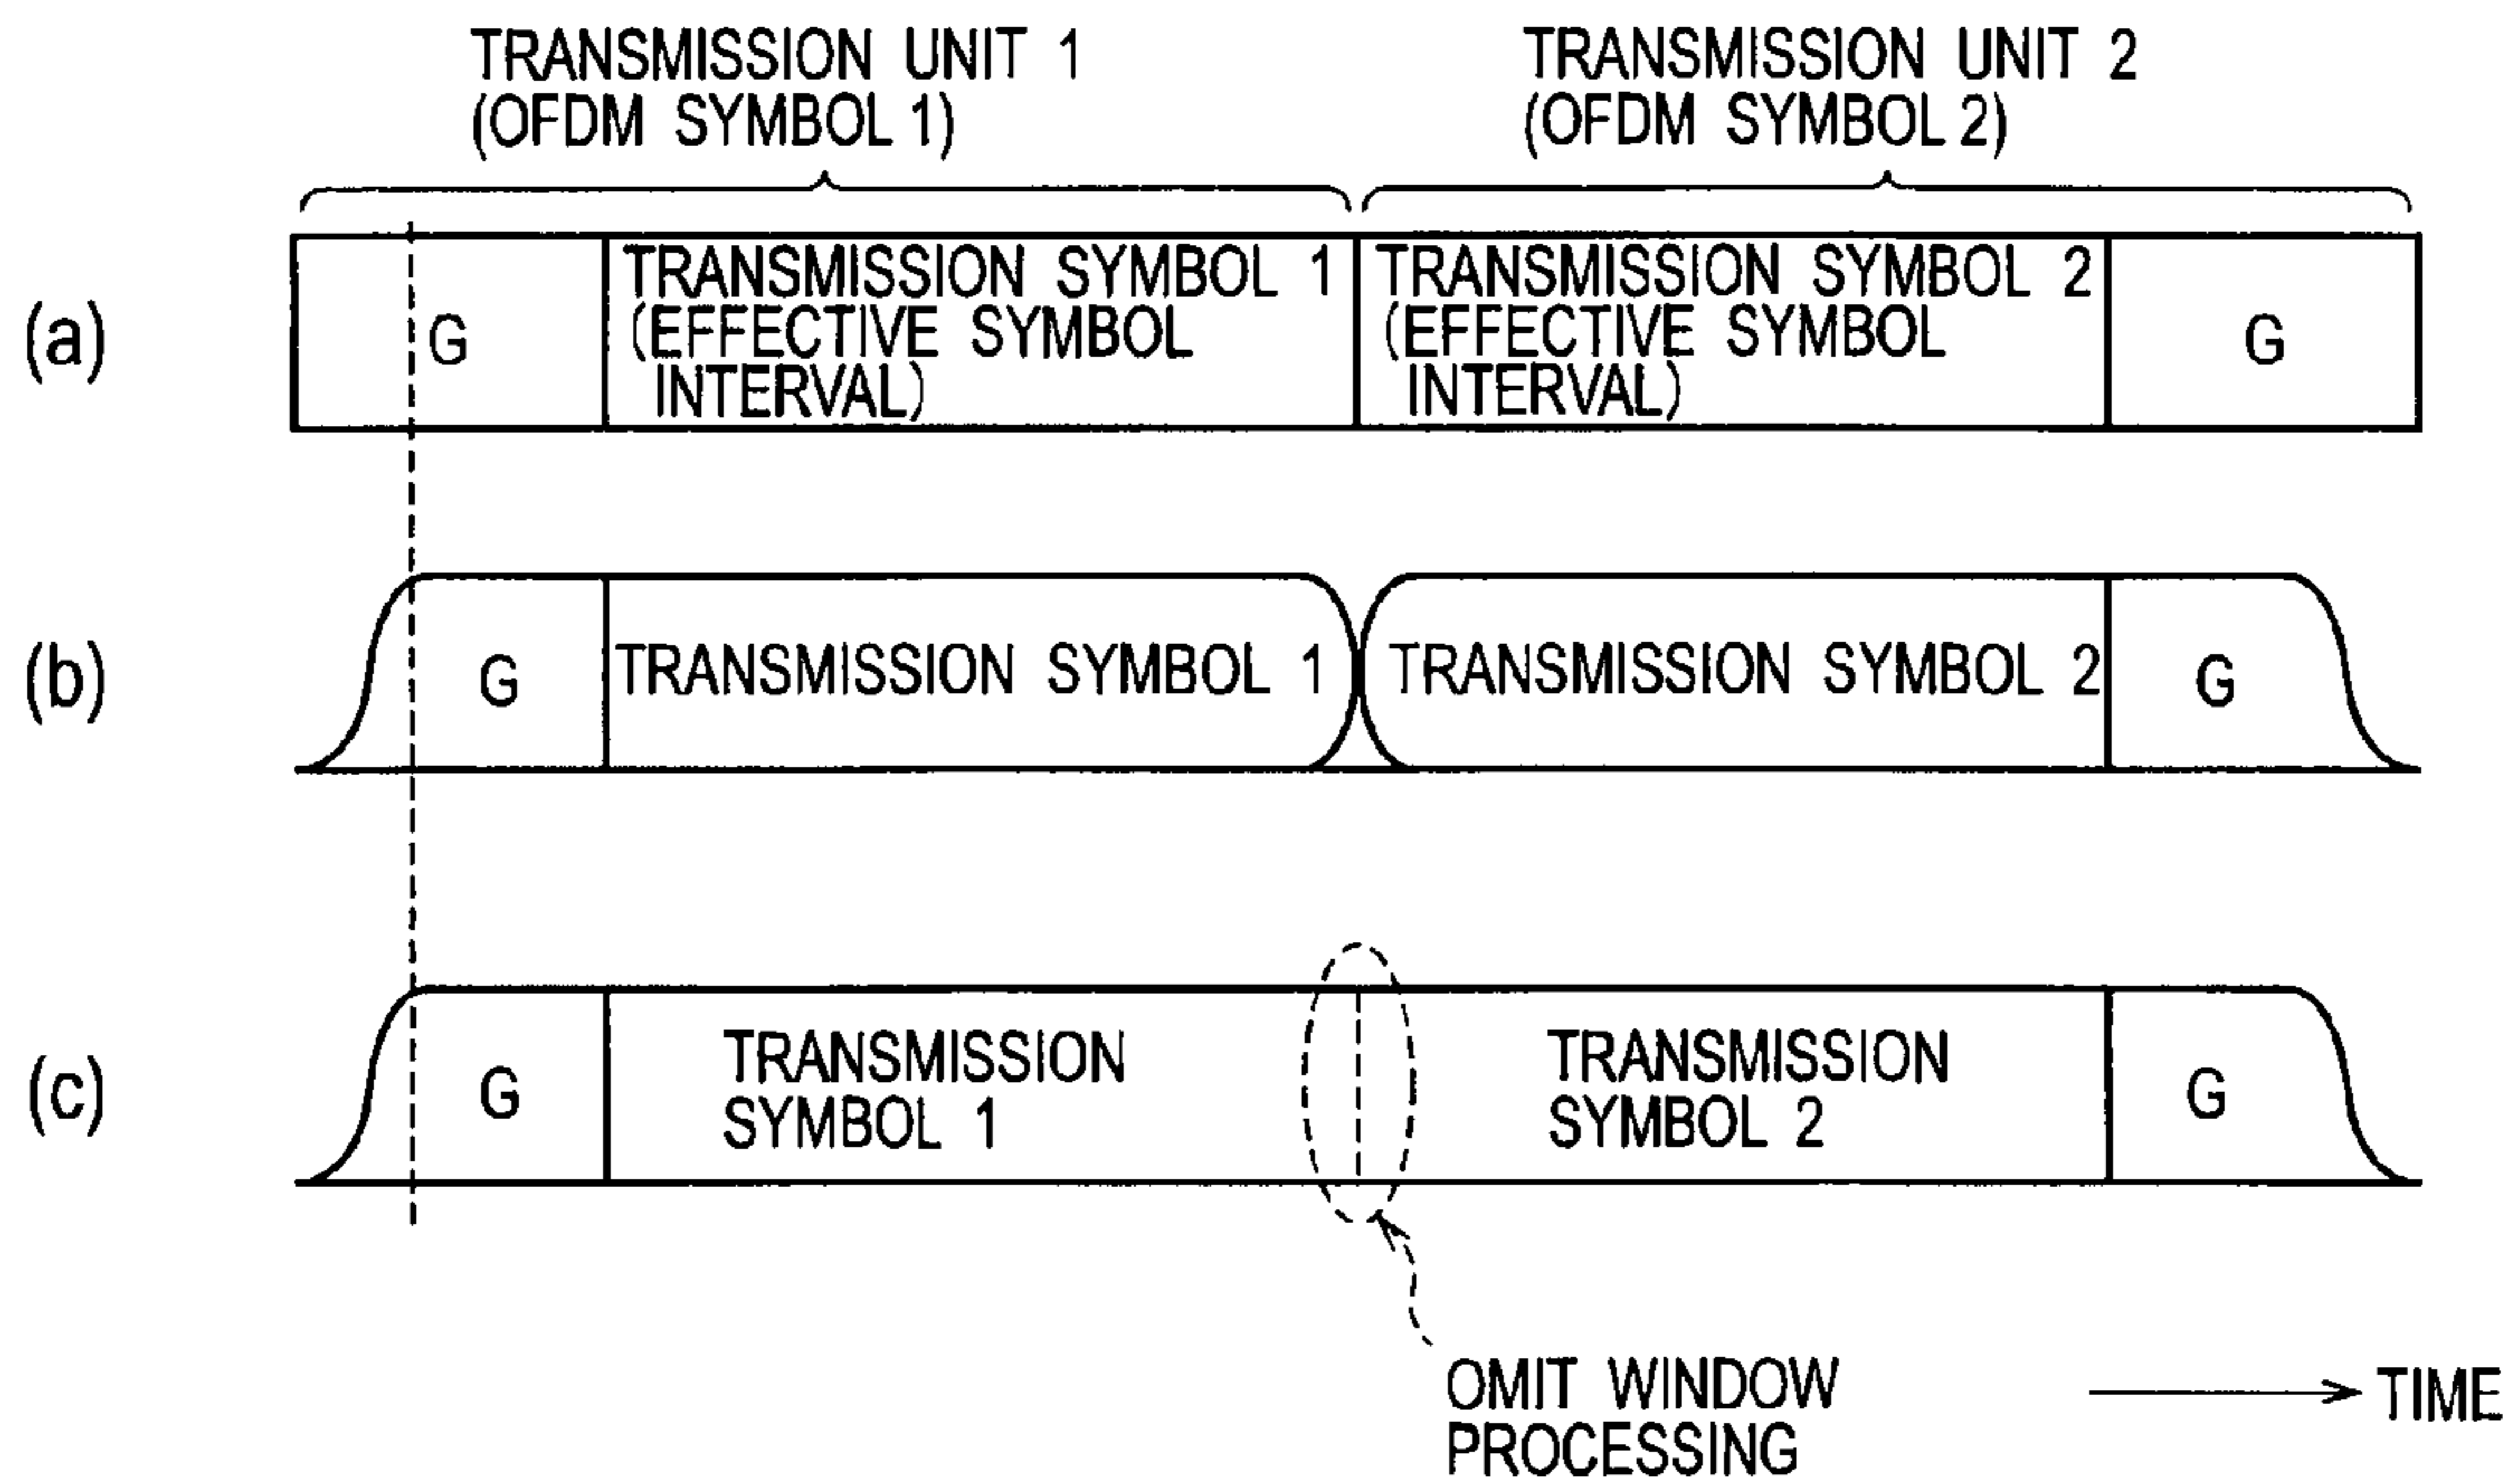 TRANSMISSION UNIT 1
(OFDM SYMBOL 1)
TRANSMISSION UNIT 2
(OFDM SYMBOL 2)
(a)
G
TRANSMISSION SYMBOL 1
(EFFECTIVE SYMBOL
INTERVAL)
TRANSMISSION SYMBOL 2
(EFFECTIVE SYMBOL
INTERVAL)
G
(b)
G
TRANSMISSION SYMBOL 1
TRANSMISSION SYMBOL 2
G
(c)
G
TRANSMISSION
SYMBOL 1
TRANSMISSION
SYMBOL 2
G
OMIT WINDOW
PROCESSING
TIME